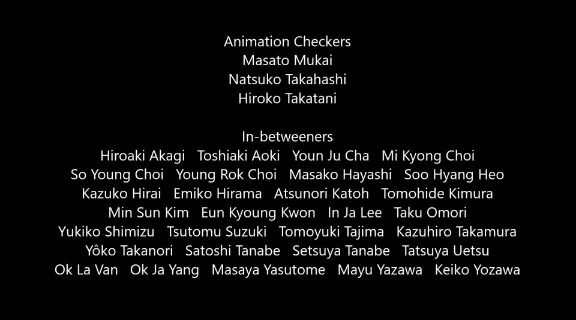 Animation Checkers
Masato Mukai
Natsuko Takahashi
Hiroko Takatani
In-betweeners
Hiroaki Akagi Toshiaki Aoki Youn Ju Cha Mi Kyong Choi
So Young Choi Young Rok Choi Masako Hayashi Soo Hyang Heo
Kazuko Hirai Emiko Hirama Atsunori Katoh Tomohide Kimura
Min Sun Kim Eun Kyoung Kwon In Ja Lee Taku Omori
Yukiko Shimizu Tsutomu Suzuki Tomoyuki Tajima Kazuhiro Takamura
Yôko Takanori Satoshi Tanabe Setsuya Tanabe Tatsuya Uetsu
Ok La Van Ok Ja Yang Masaya Yasutome Mayu Yazawa Keiko Yozawa